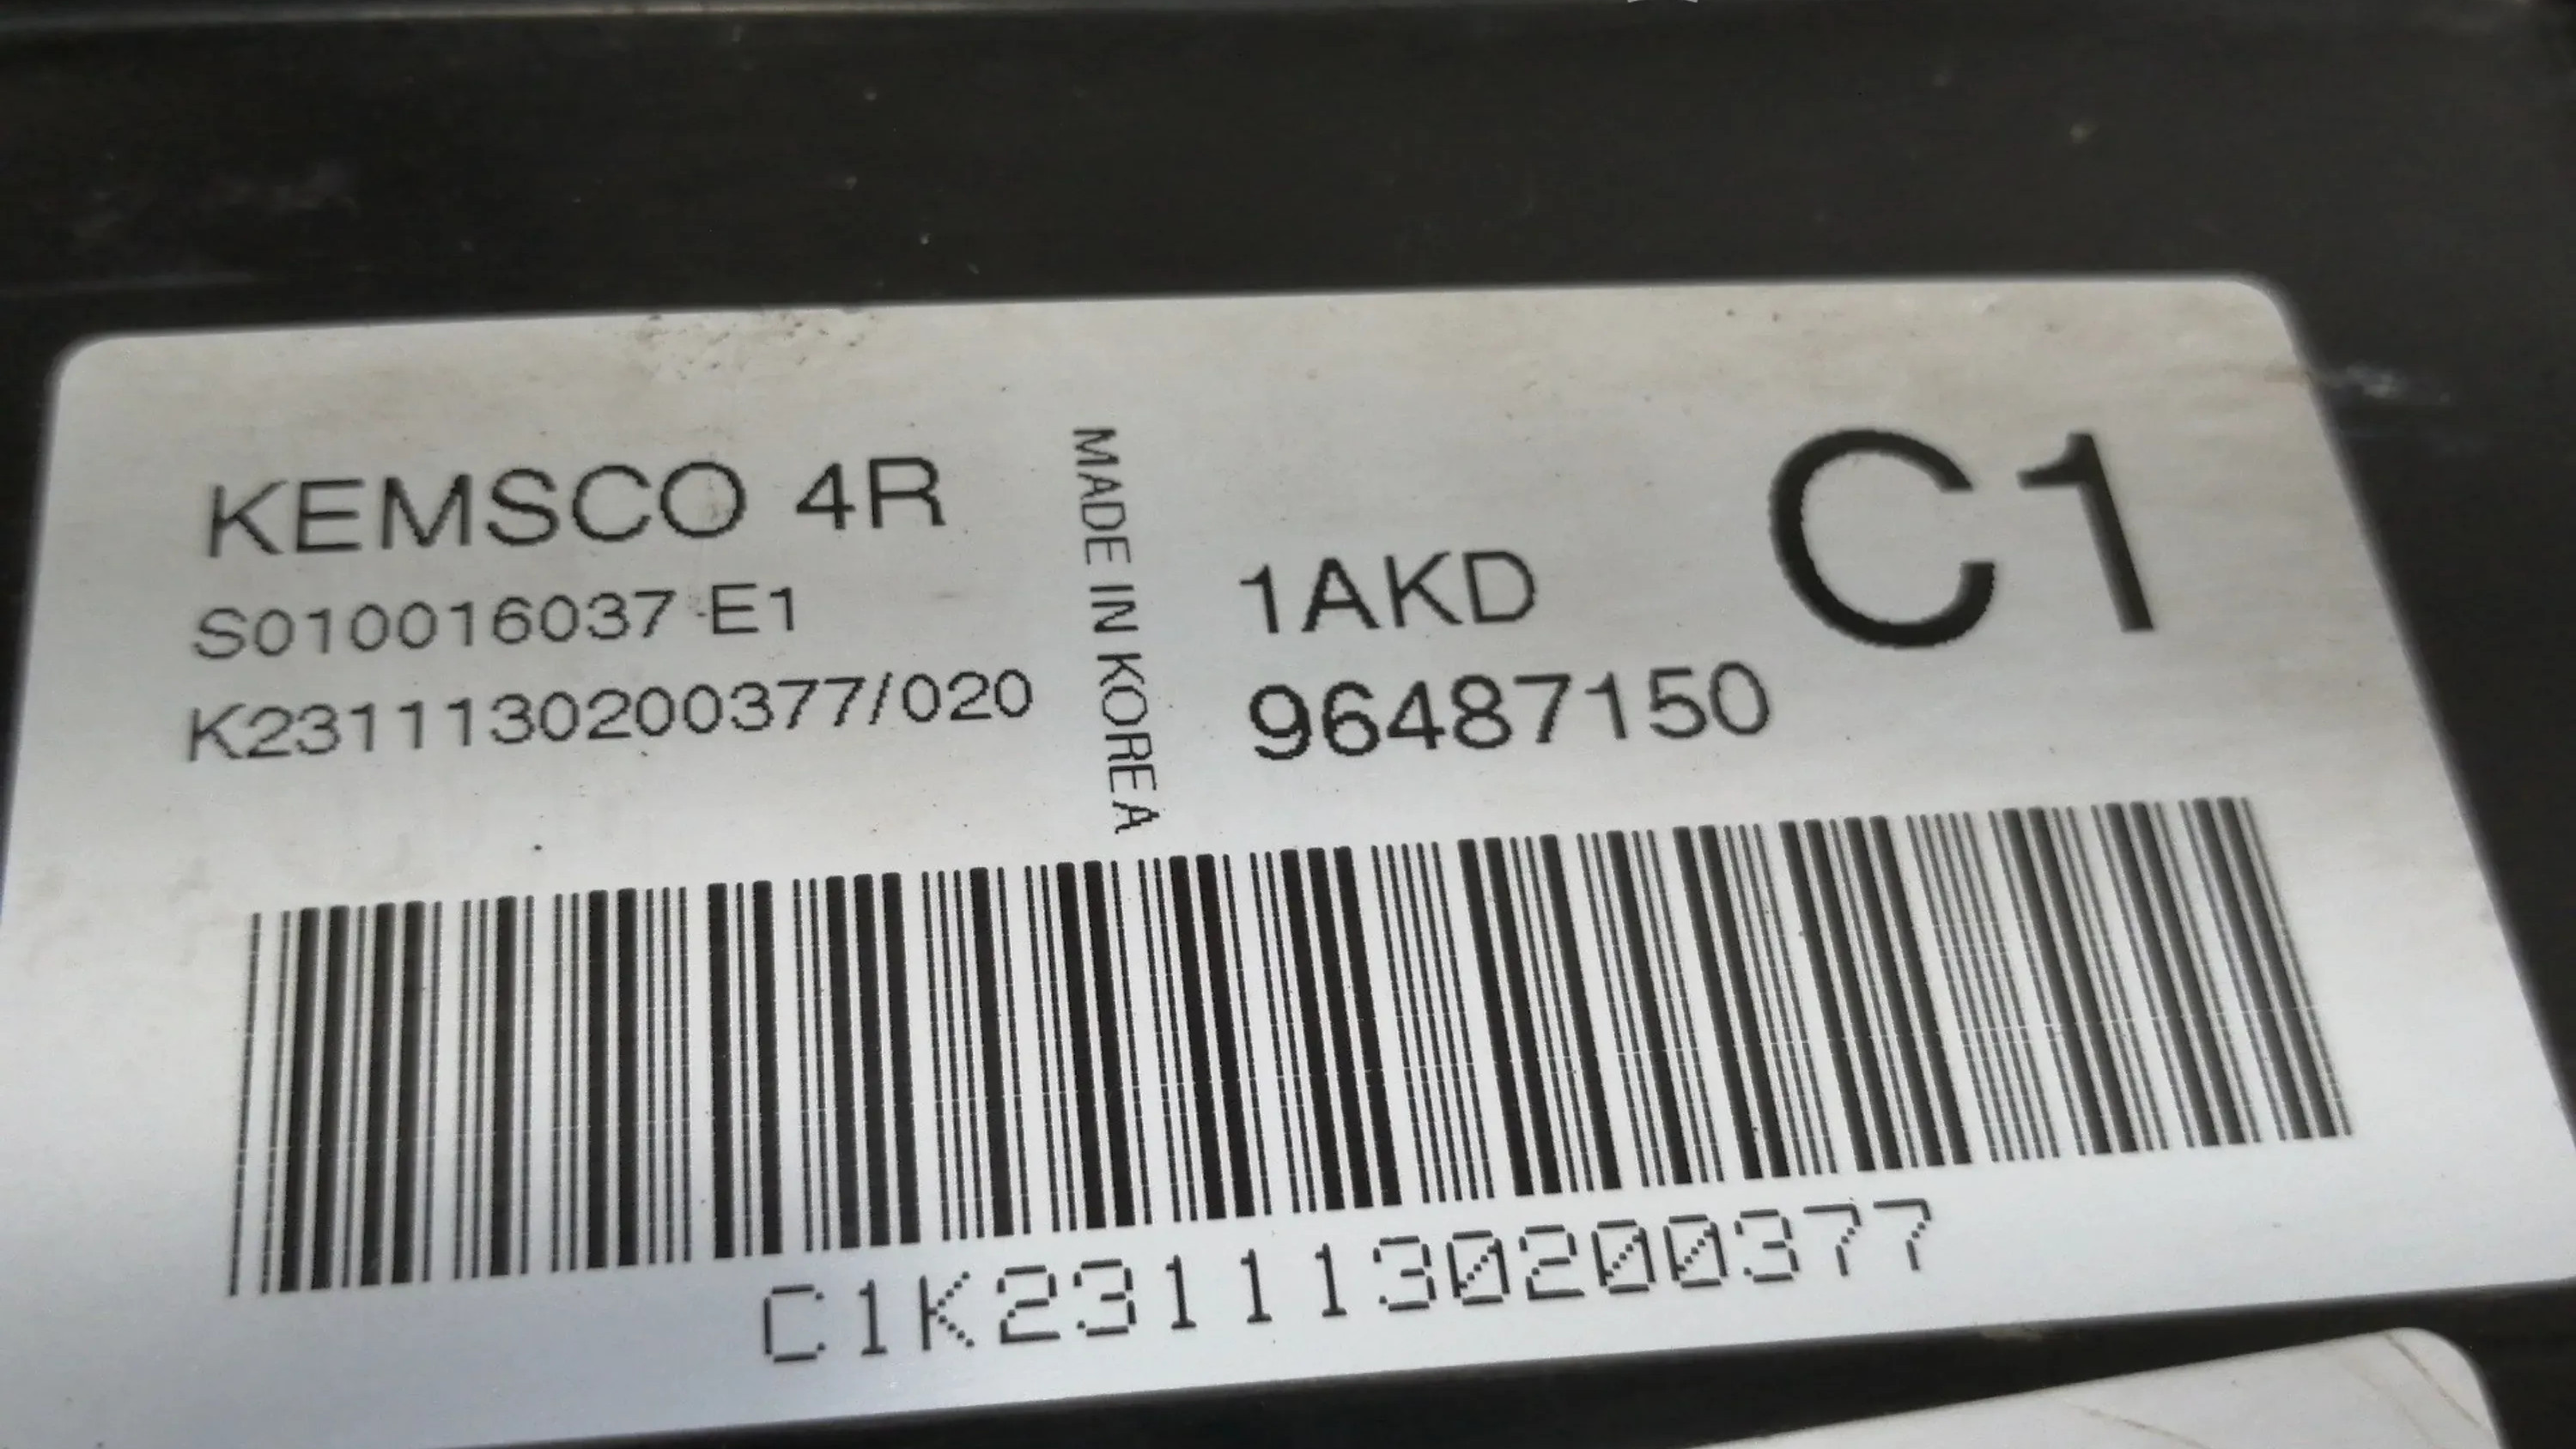 KEMSCO 4R
S010016037 E1
K23111130200377/020
MADE IN KOREA
C1
1AKD
96487150
C1K23111130200377